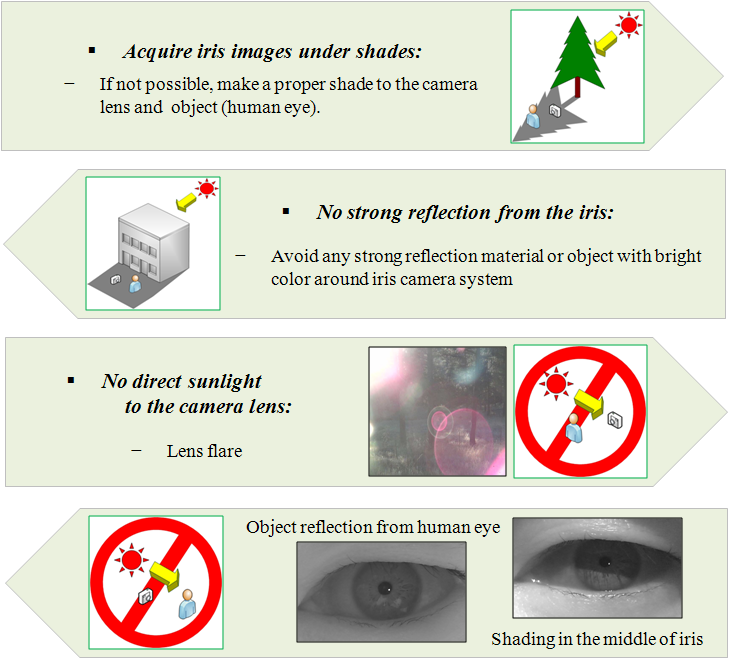 ▪ Acquire iris images under shades:
– If not possible, make a proper shade to the camera
lens and object (human eye).
▪ No strong reflection from the iris:
– Avoid any strong reflection material or object with bright
color around iris camera system
▪ No direct sunlight
to the camera lens:
– Lens flare
Object reflection from human eye
Shading in the middle of iris